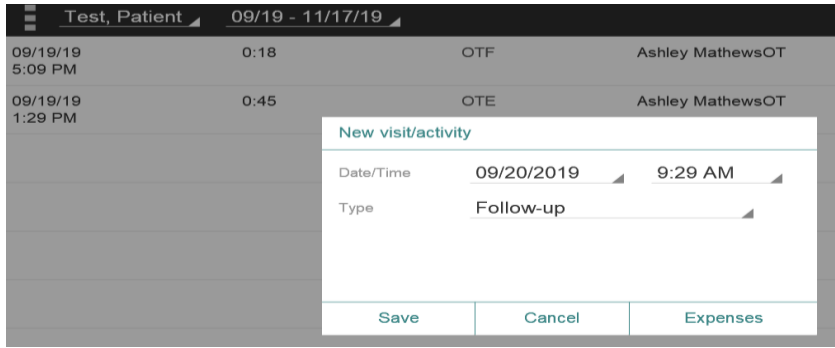 Test, Patient 09/19 - 11/17/19
09/19/19 0:18 OTF Ashley MathewsOT
5:09 PM
09/19/19 0:45 OTE Ashley MathewsOT
1:29 PM
New visit/activity
Date/Time 09/20/2019 9:29 AM
Type Follow-up
Save Cancel Expenses